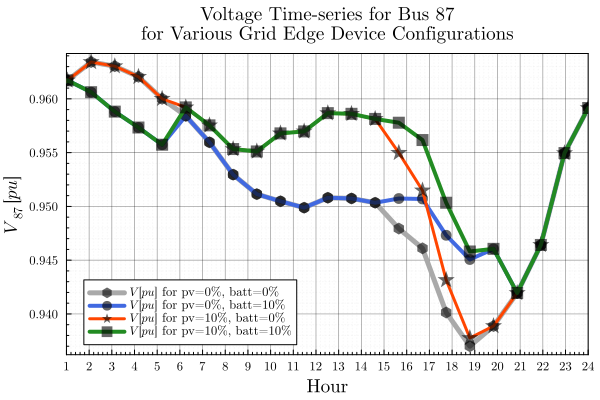 Voltage Time-series for Bus 87
for Various Grid Edge Device Configurations
0.960
0.955
0.950
0.945
0.940
V87 [pu]
V[pu] for pv=0%, batt=0%
V[pu] for pv=0%, batt=10%
V[pu] for pv=10%, batt=0%
V[pu] for pv=10%, batt=10%
1 2 3 4 5 6 7 8 9 10 11 12 13 14 15 16 17 18 19 20 21 22 23 24
Hour